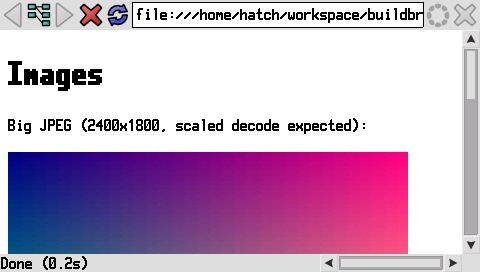 file:///home/hatch/workspace/buildbr
Images
Big JPEG (2400x1800, scaled decode expected):
Done (0.2s)